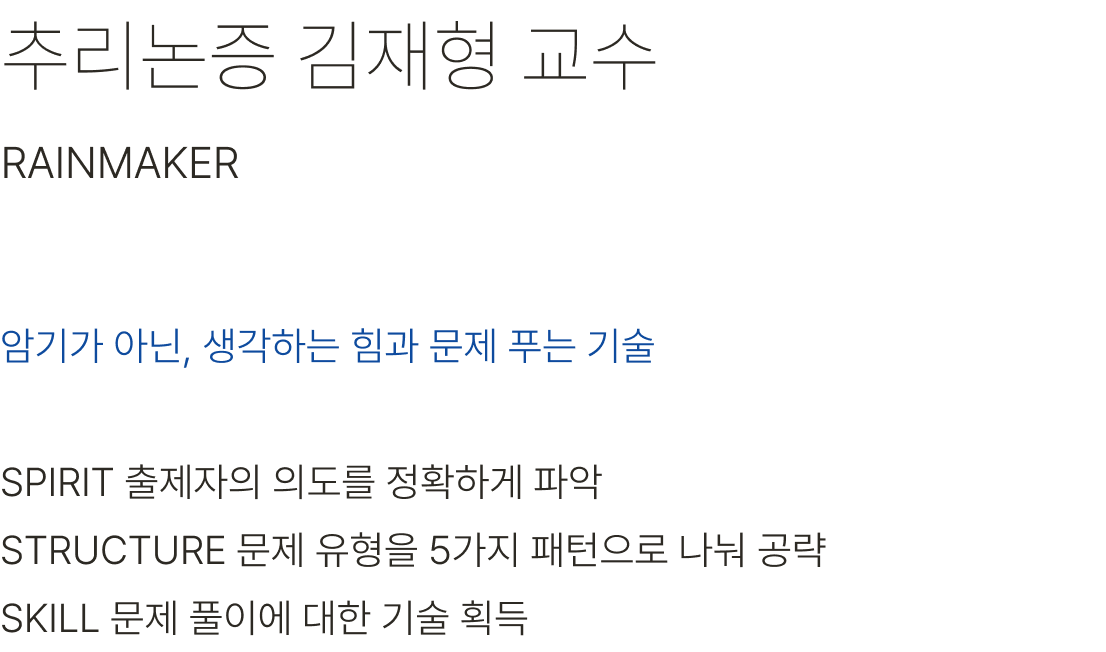 추리논증 김재형 교수
RAINMAKER
암기가 아닌, 생각하는 힘과 문제 푸는 기술
SPIRIT 출제자의 의도를 정확하게 파악
STRUCTURE 문제 유형을 5가지 패턴으로 나눠 공략
SKILL 문제 풀이에 대한 기술 획득